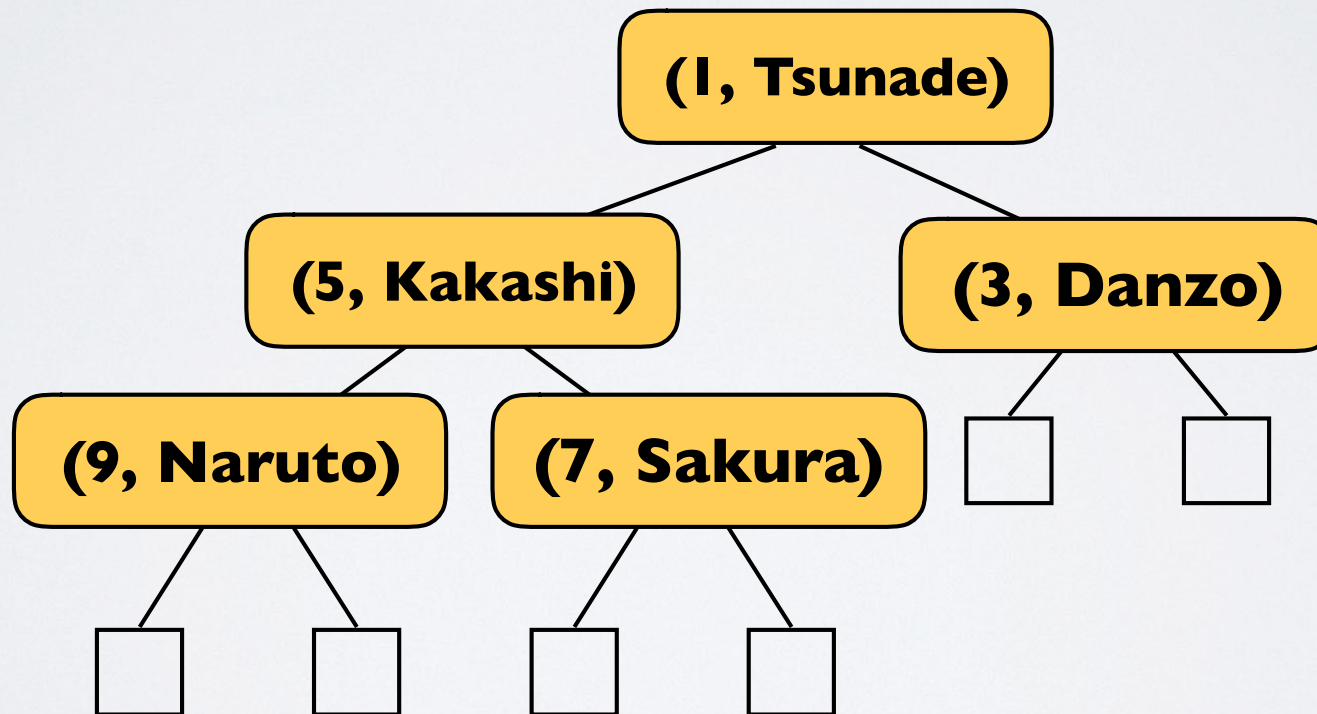 (1, Tsunade)
(5, Kakashi)
(3, Danzo)
(9, Naruto)
(7, Sakura)